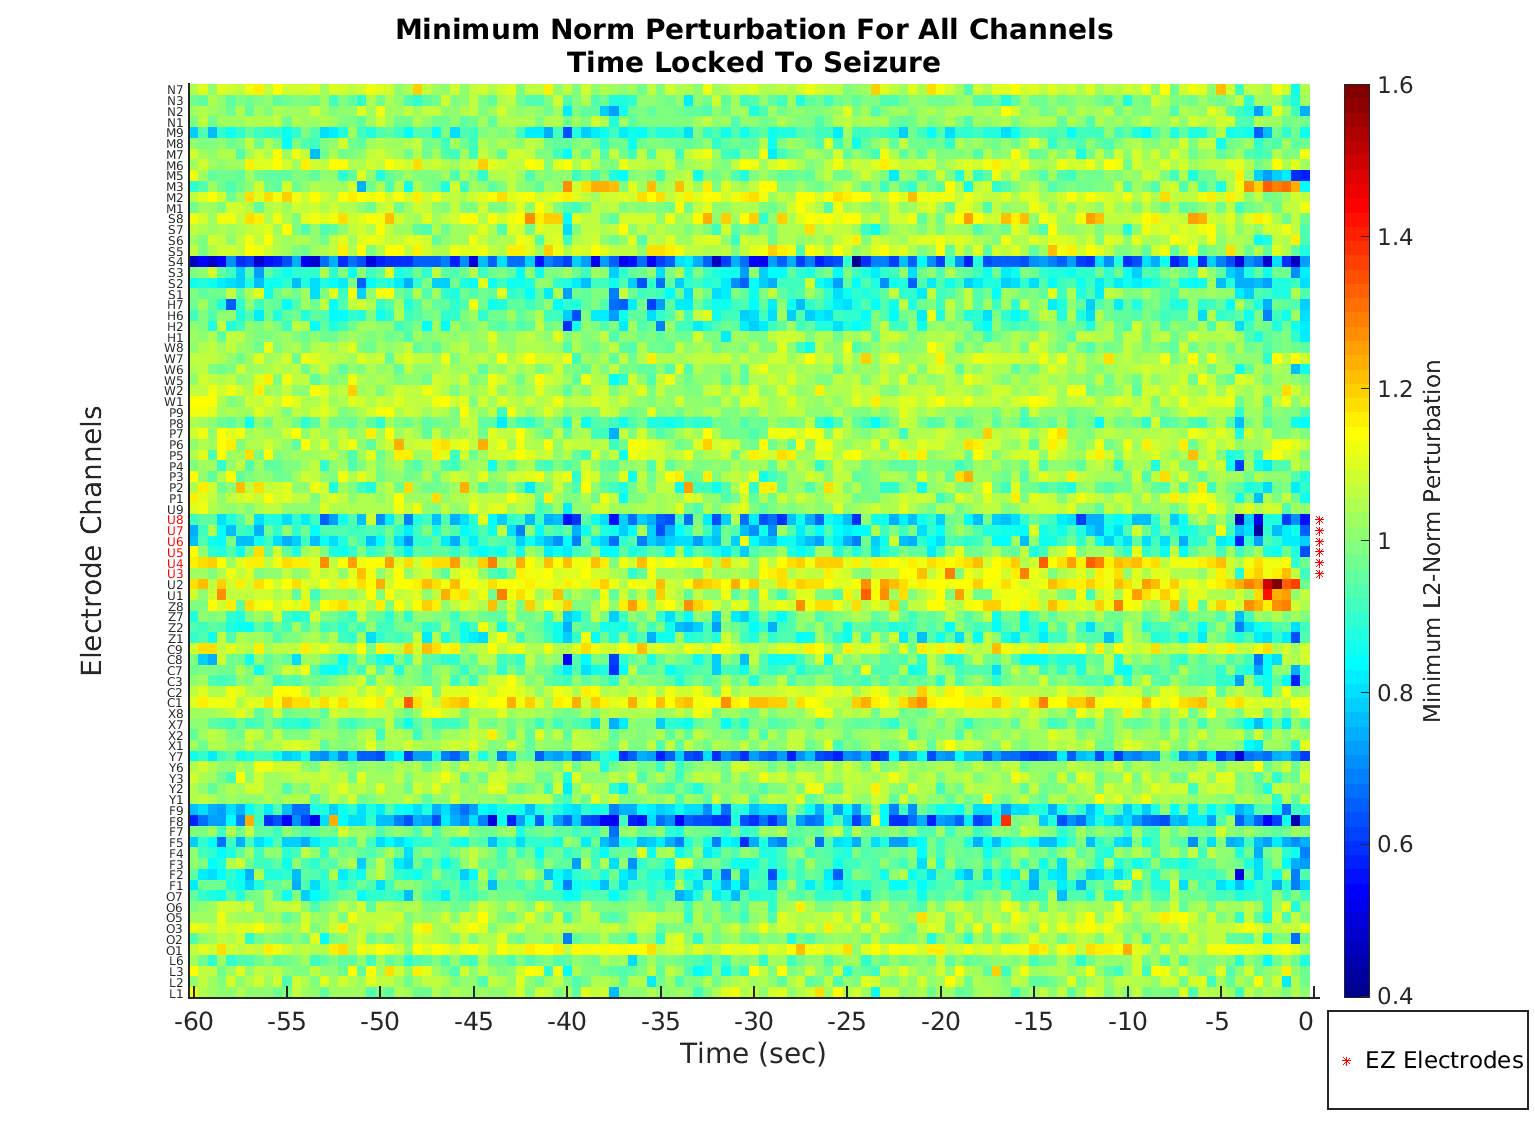 Minimum Norm Perturbation For All Channels
Time Locked To Seizure
Electrode Channels
N7
N3
N2
N1
M9
M8
M7
M6
M5
M3
M2
M1
S8
S7
S6
S5
S4
S3
S2
S1
H7
H6
H2
H1
W8
W7
W6
W5
W2
W1
P9
P8
P7
P6
P5
P4
P3
P2
P1
U9
U8
U7
U6
U5
U4
U3
U2
U1
Z8
Z7
Z2
Z1
C9
C8
C7
C3
C2
C1
X8
X7
X2
X1
Y7
Y6
Y3
Y2
Y1
F9
F8
F7
F5
F4
F3
F2
F1
O7
O6
O5
O3
O2
O1
L6
L3
L2
L1
-60 -55 -50 -45 -40 -35 -30 -25 -20 -15 -10 -5 0
Time (sec)
1.6
1.4
1.2
1
0.8
0.6
0.4
Minimum L2-Norm Perturbation
EZ Electrodes